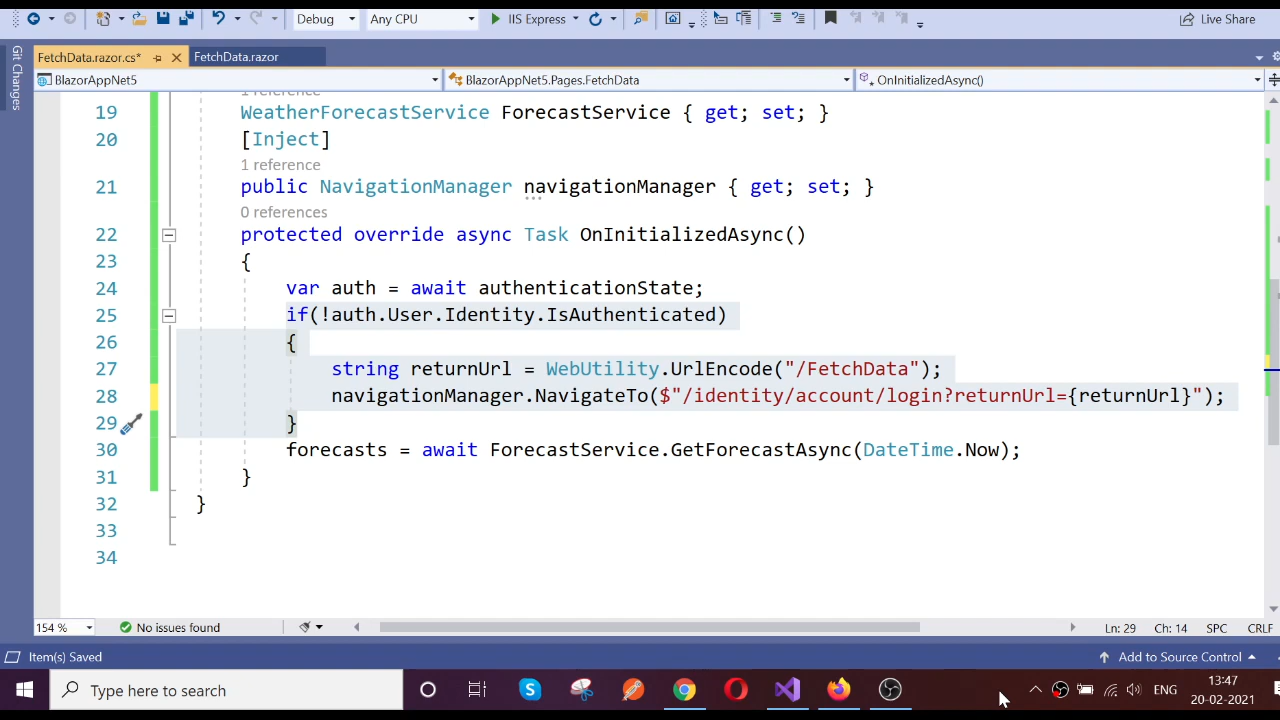 Debug
Any CPU
IIS Express
Live Share
Git Changes
FetchData.razor.cs*
FetchData.razor
BlazorAppNet5
BlazorAppNet5.Pages.FetchData
OnInitializedAsync()
1 reference
19 WeatherForecastService ForecastService { get; set; }
20 [Inject]
1 reference
21 public NavigationManager navigationManager { get; set; }
0 references
22 protected override async Task OnInitializedAsync()
23 {
24 var auth = await authenticationState;
25 if(!auth.User.Identity.IsAuthenticated)
26 {
27 string returnUrl = WebUtility.UrlEncode("/FetchData");
28 navigationManager.NavigateTo($"/identity/account/login?returnUrl={returnUrl}");
29 }
30 forecasts = await ForecastService.GetForecastAsync(DateTime.Now);
31 }
32 }
33
34
154 %
No issues found
Ln: 29 Ch: 14 SPC CRLF
Item(s) Saved
Add to Source Control
Type here to search
ENG
13:47
20-02-2021